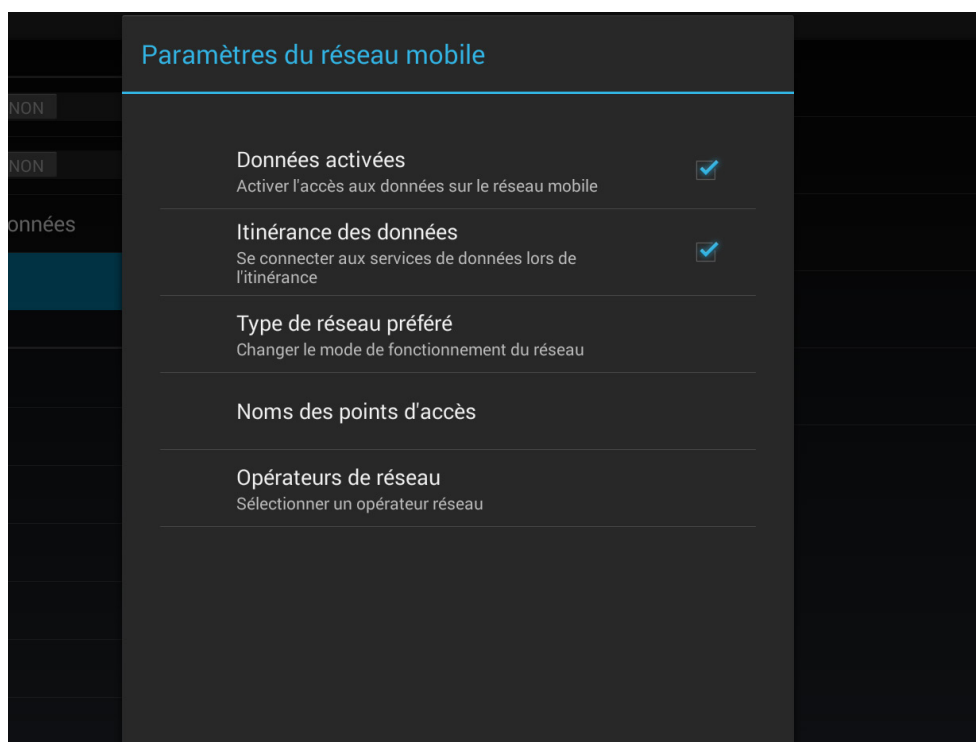 Paramètres du réseau mobile
NON
Données activées
Activer l'accès aux données sur le réseau mobile
NON
onnées
Itinérance des données
Se connecter aux services de données lors de
l'itinérance
Type de réseau préféré
Changer le mode de fonctionnement du réseau
Noms des points d'accès
Opérateurs de réseau
Sélectionner un opérateur réseau